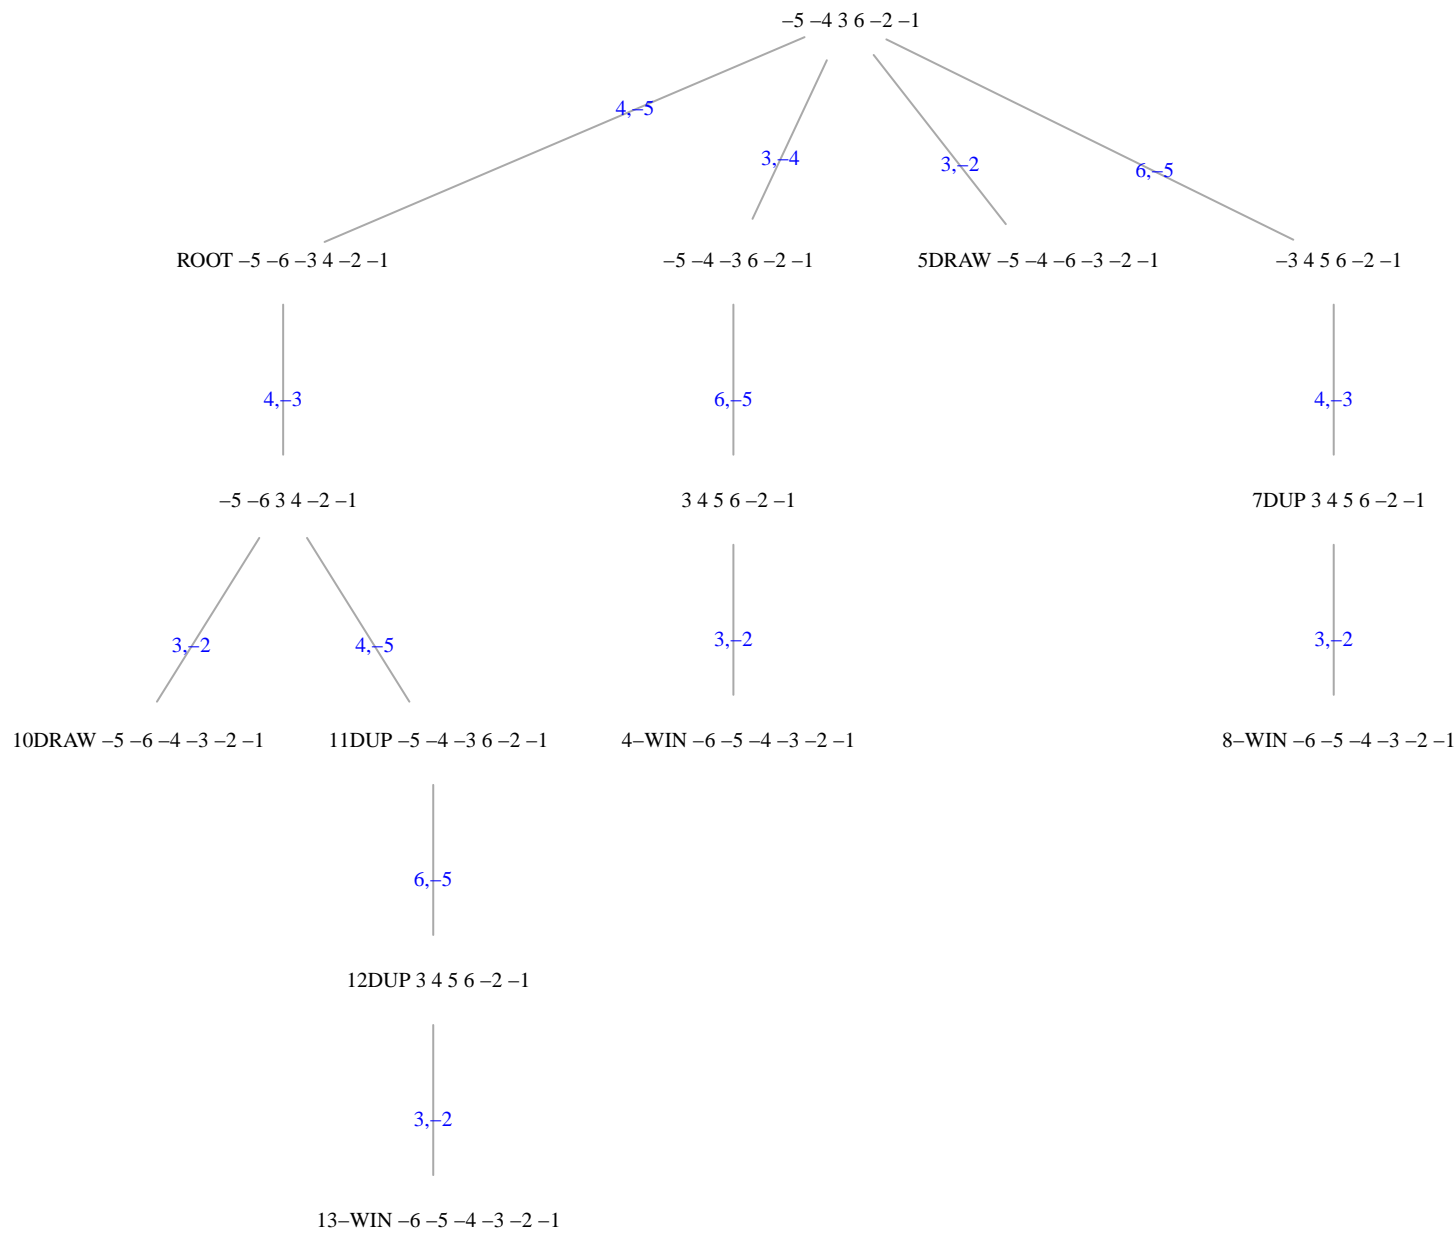 –5 –4 3 6 –2 –1
4,–5
3,–4
3,–2
6,–5
ROOT –5 –6 –3 4 –2 –1
–5 –4 –3 6 –2 –1
5DRAW –5 –4 –6 –3 –2 –1
–3 4 5 6 –2 –1
4,–3
6,–5
4,–3
–5 –6 3 4 –2 –1
3 4 5 6 –2 –1
7DUP 3 4 5 6 –2 –1
3,–2
4,–5
3,–2
3,–2
10DRAW –5 –6 –4 –3 –2 –1
11DUP –5 –4 –3 6 –2 –1
4–WIN –6 –5 –4 –3 –2 –1
8–WIN –6 –5 –4 –3 –2 –1
6,–5
12DUP 3 4 5 6 –2 –1
3,–2
13–WIN –6 –5 –4 –3 –2 –1